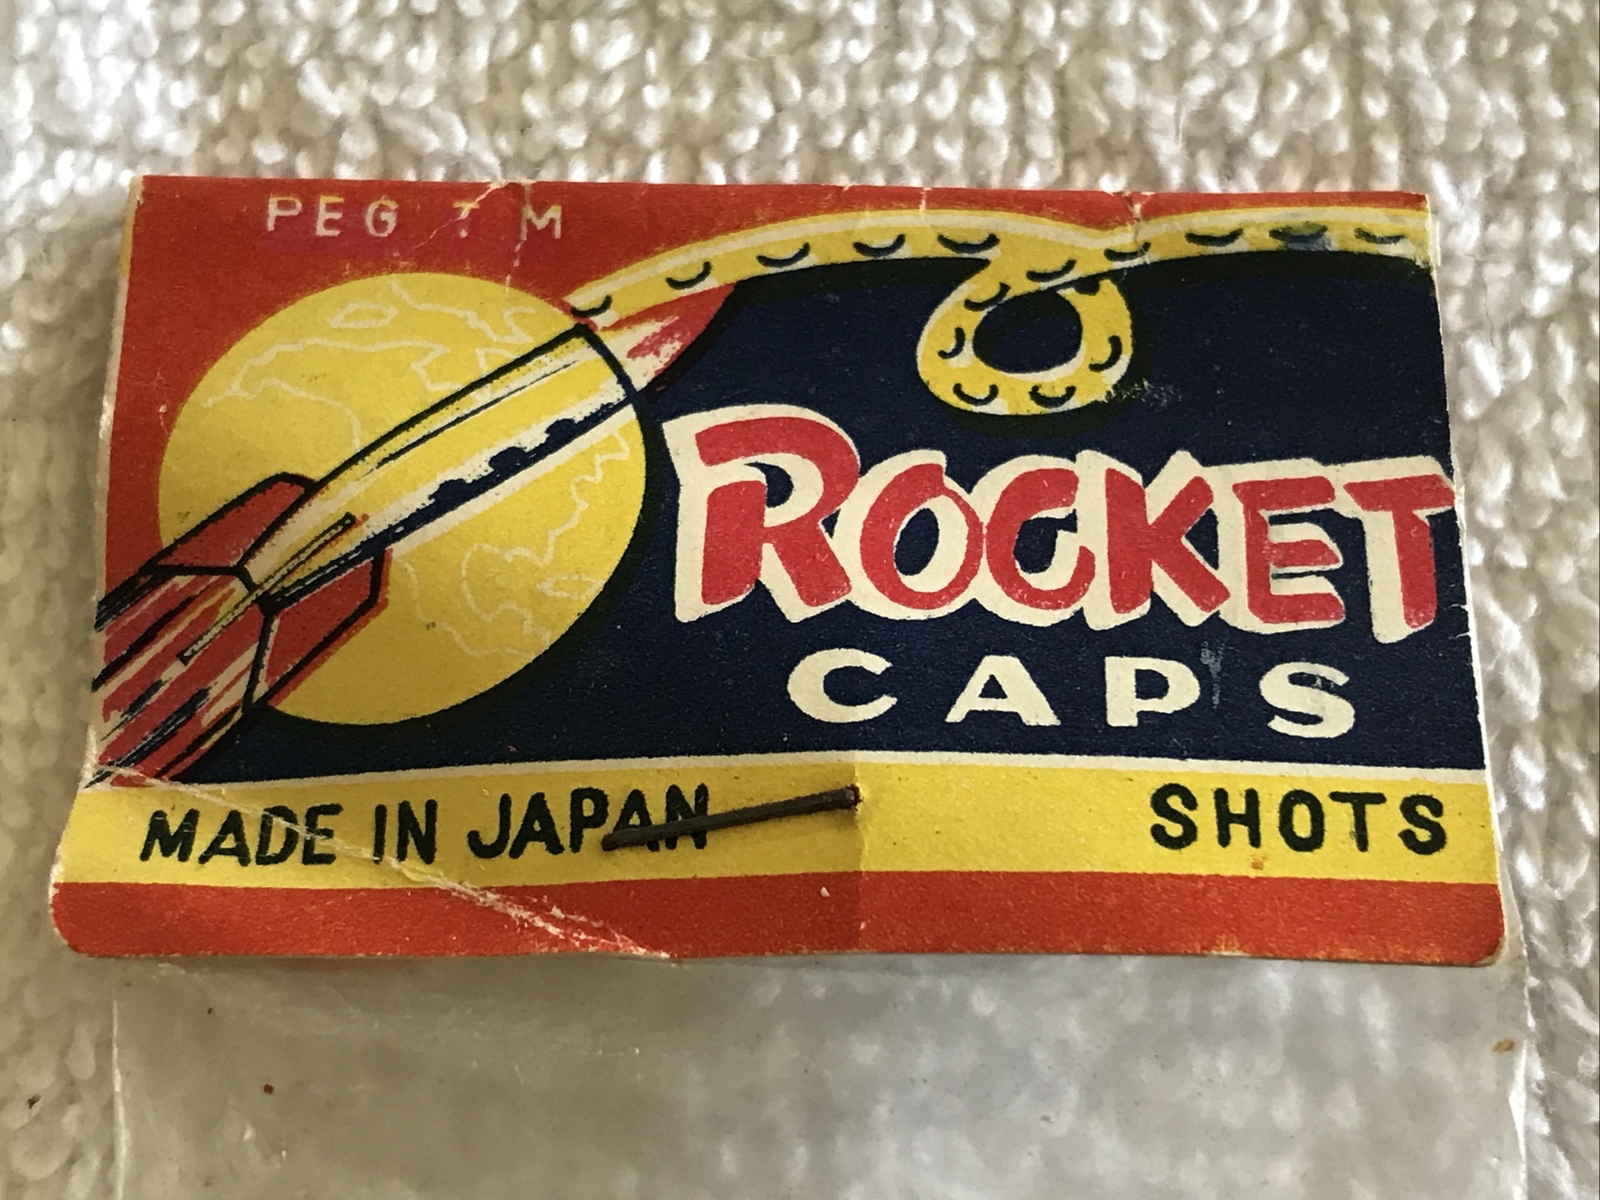 PEG T M
ROCKET
CAPS
MADE IN JAPAN
SHOTS